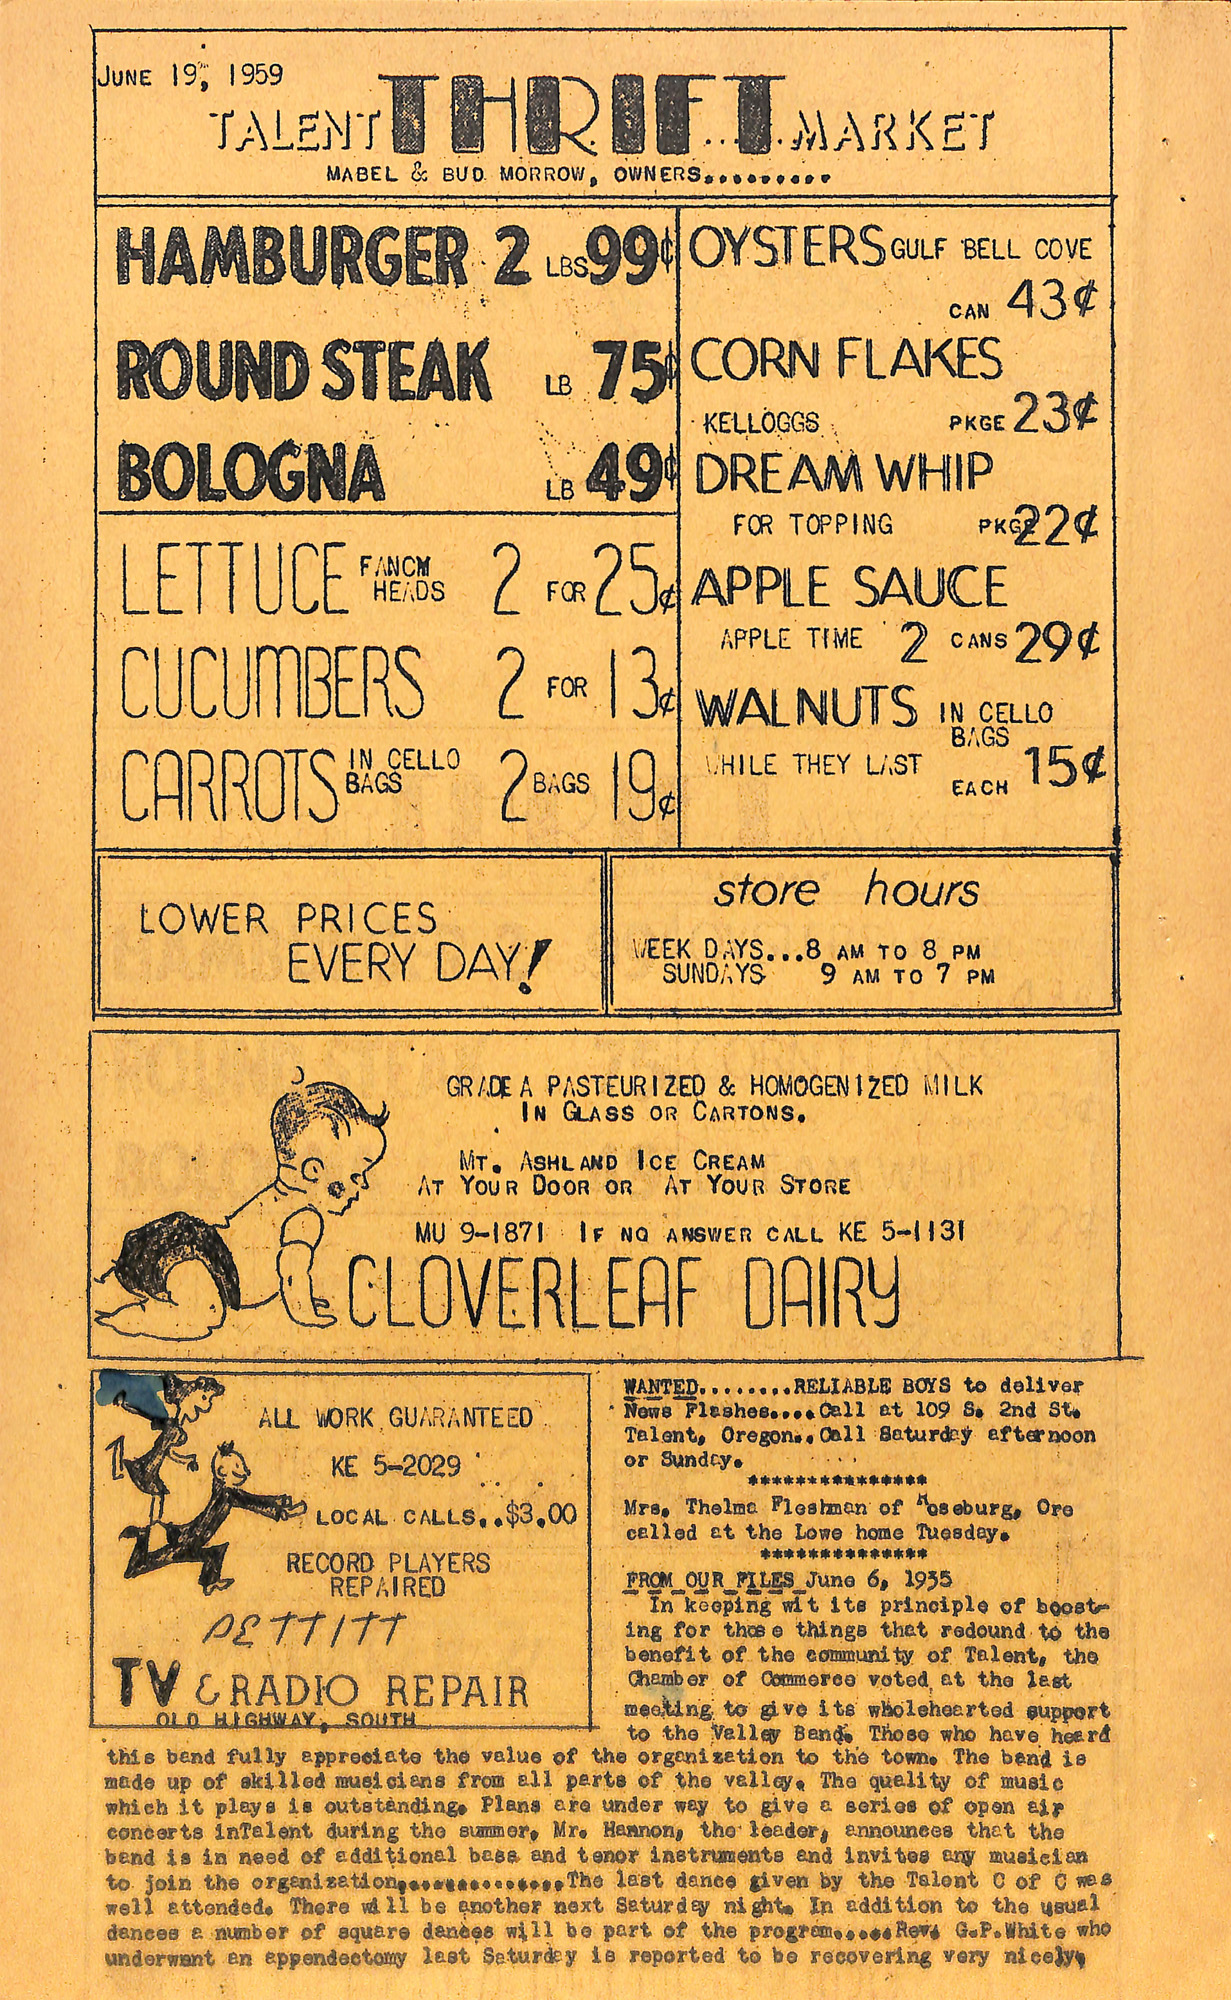 JUNE 19, 1959
TALENT THRIFT MARKET
MABEL & BUD MORROW, OWNERS.........
HAMBURGER 2 LBS 99¢
ROUND STEAK LB 75¢
BOLOGNA LB 49¢
LETTUCE FANCM HEADS 2 FOR 25¢
CUCUMBERS 2 FOR 13¢
CARROTS IN CELLO BAGS 2 BAGS 19¢
OYSTERS GULF BELL COVE
CAN 43¢
CORN FLAKES
KELLOGGS PKGE 23¢
DREAM WHIP
FOR TOPPING PKGE 22¢
APPLE SAUCE
APPLE TIME 2 CANS 29¢
WALNUTS IN CELLO BAGS
WHILE THEY LAST EACH 15¢
LOWER PRICES
EVERY DAY!
store hours
WEEK DAYS...8 AM TO 8 PM
SUNDAYS 9 AM TO 7 PM
GRADE A PASTEURIZED & HOMOGENIZED MILK
IN GLASS OR CARTONS.
MT. ASHLAND ICE CREAM
AT YOUR DOOR OR AT YOUR STORE
MU 9-1871 IF NO ANSWER CALL KE 5-1131
CLOVERLEAF DAIRY
ALL WORK GUARANTEED
KE 5-2029
LOCAL CALLS..$3.00
RECORD PLAYERS
REPAIRED
PETTITT
TV & RADIO REPAIR
OLD HIGHWAY, SOUTH
WANTED........RELIABLE BOYS to deliver
News Flashes....Call at 109 S. 2nd St.
Talent, Oregon..Call Saturday afternoon
or Sunday.
***************
Mrs. Thelma Fleshman of Roseburg, Ore
called at the Lowe home Tuesday.
**************
FROM OUR FILES June 6, 1935
In keeping wit its principle of boost-
ing for those things that redound to the
benefit of the community of Talent, the
Chamber of Commerce voted at the last
meeting to give its wholehearted support
to the Valley Band. Those who have heard
this band fully appreciate the value of the organization to the town. The band is
made up of skilled musicians from all parts of the valley. The quality of music
which it plays is outstanding. Plans are under way to give a series of open air
concerts inTalent during the summer, Mr. Hannon, the leader, announces that the
band is in need of additional bass and tenor instruments and invites any musician
to join the organization..............The last dance given by the Talent C of C was
well attended. There will be another next Saturday night. In addition to the usual
dances a number of square dances will be part of the program.....Rev. G.P.White who
underwent an appendectomy last Saturday is reported to be recovering very nicely.